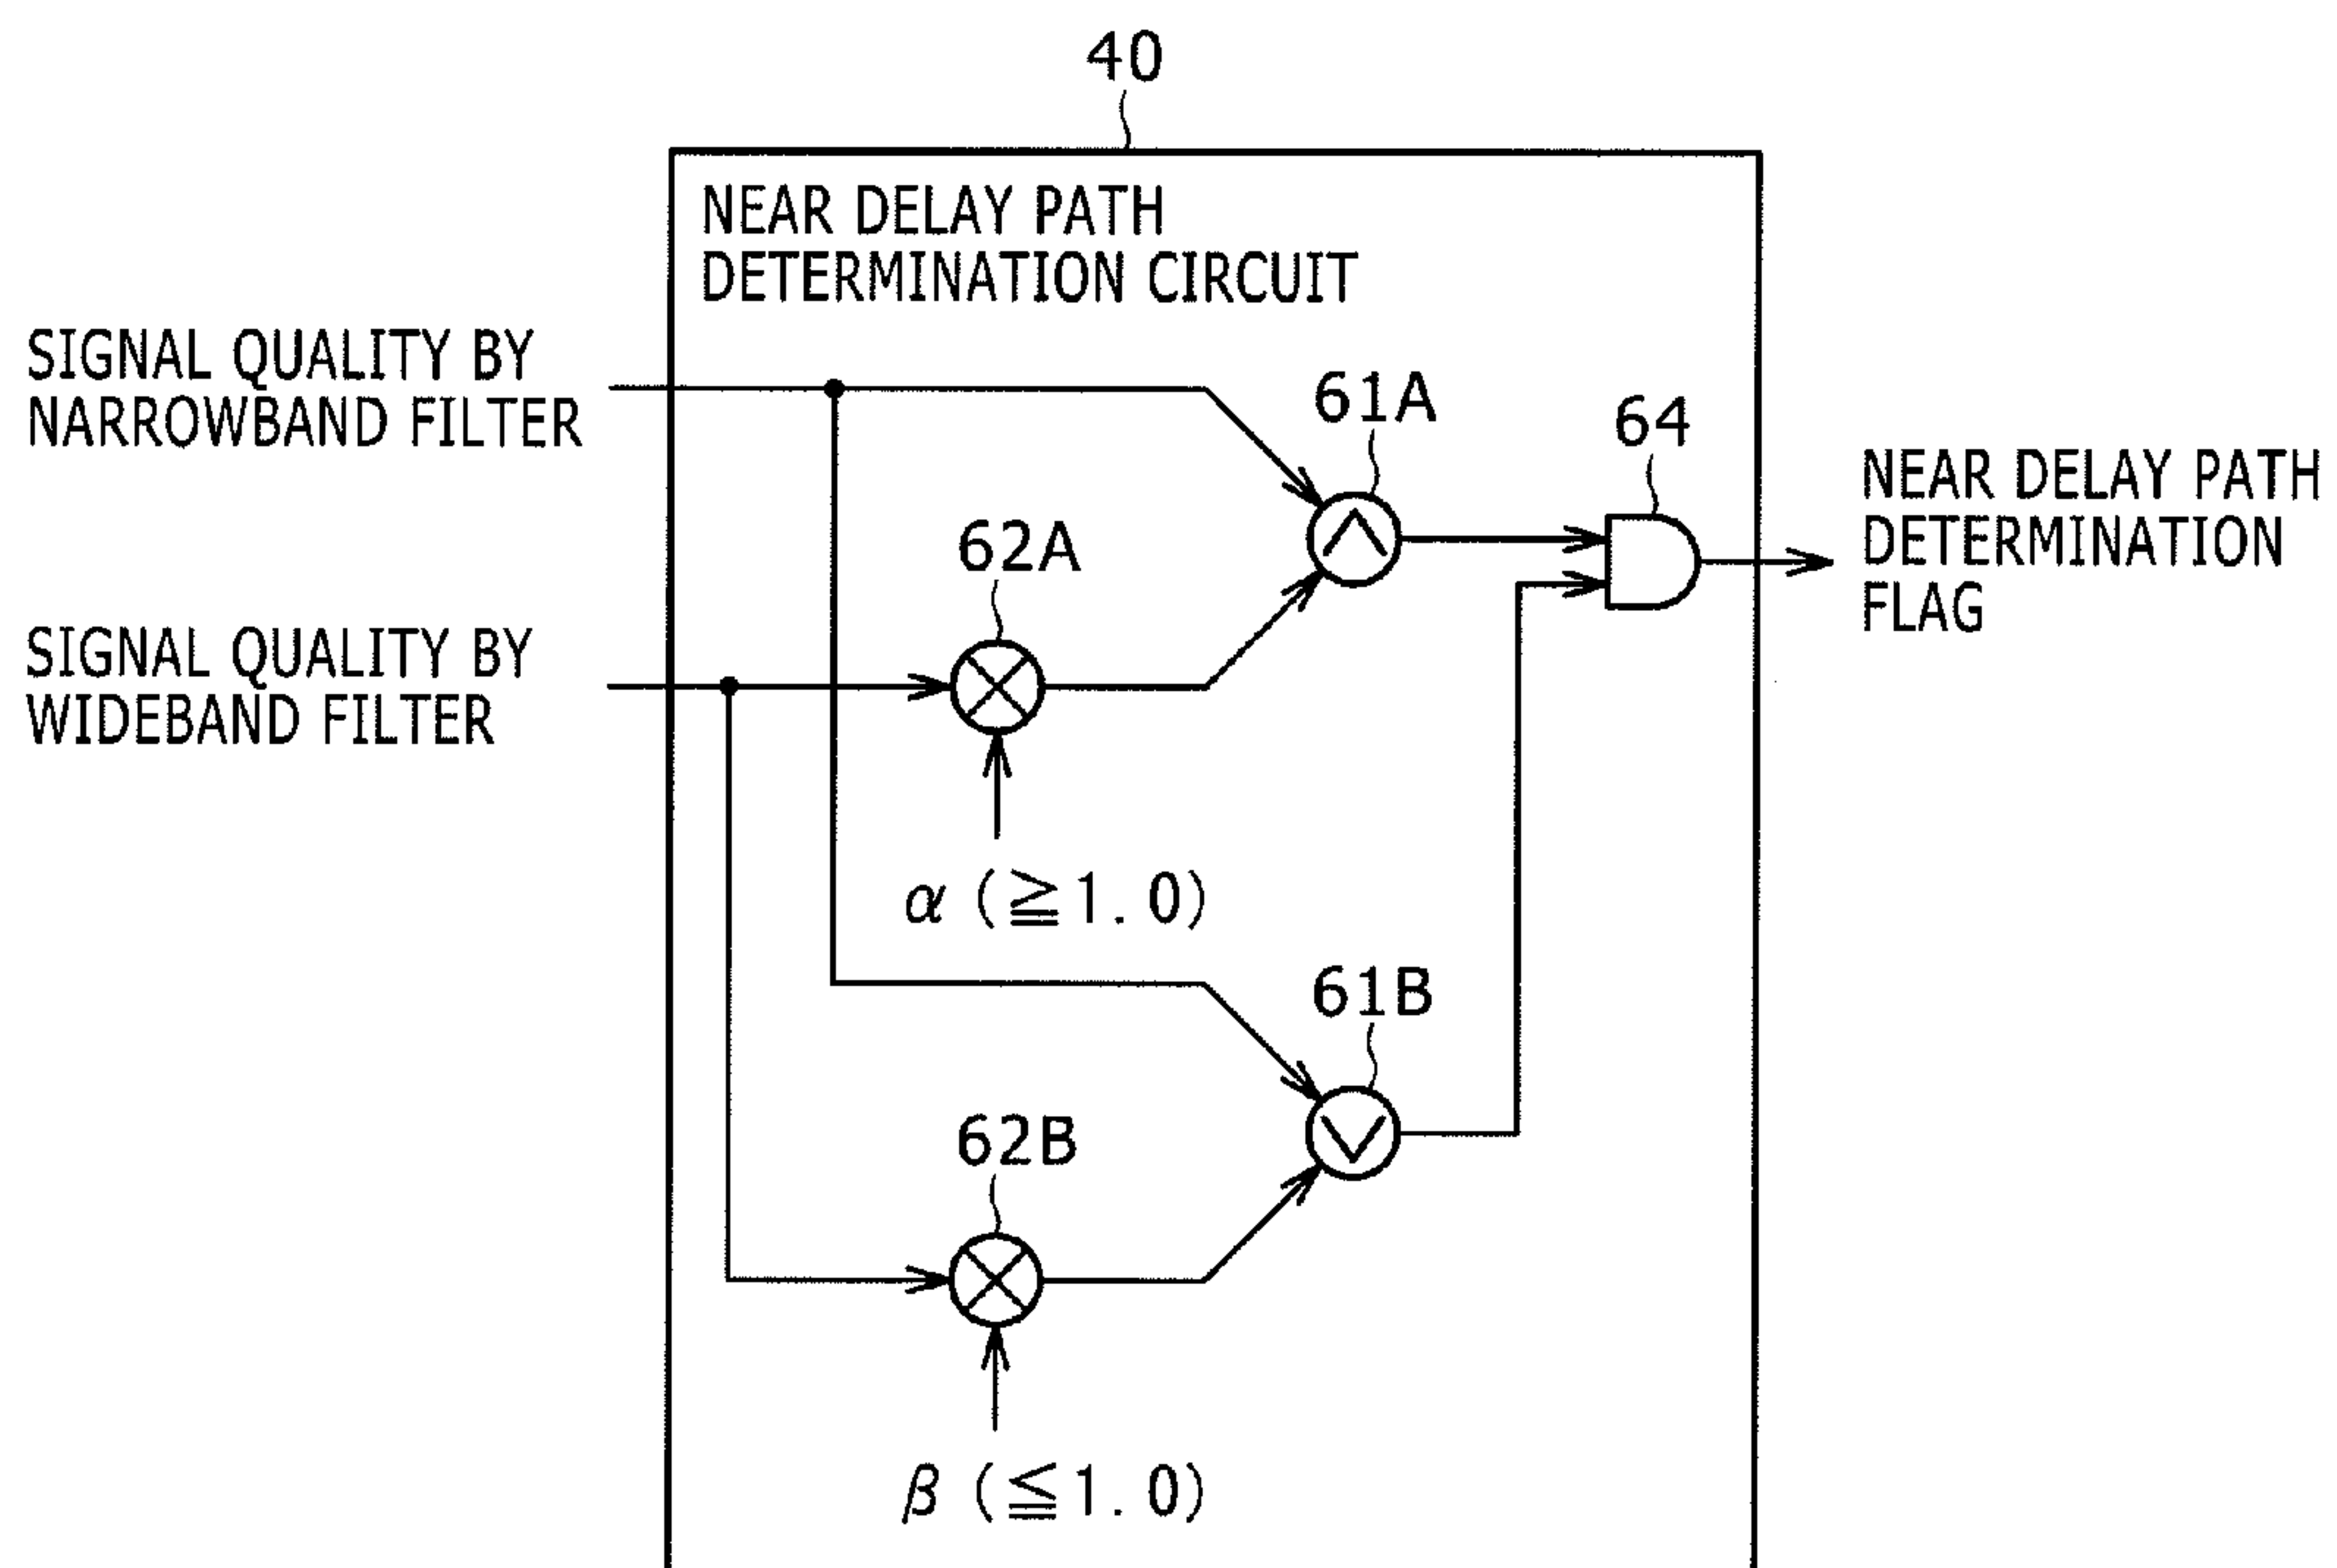 40
NEAR DELAY PATH
DETERMINATION CIRCUIT
SIGNAL QUALITY BY
NARROWBAND FILTER
61A
64
NEAR DELAY PATH
DETERMINATION
FLAG
62A
SIGNAL QUALITY BY
WIDEBAND FILTER
α (≧1.0)
61B
62B
β (≦1.0)